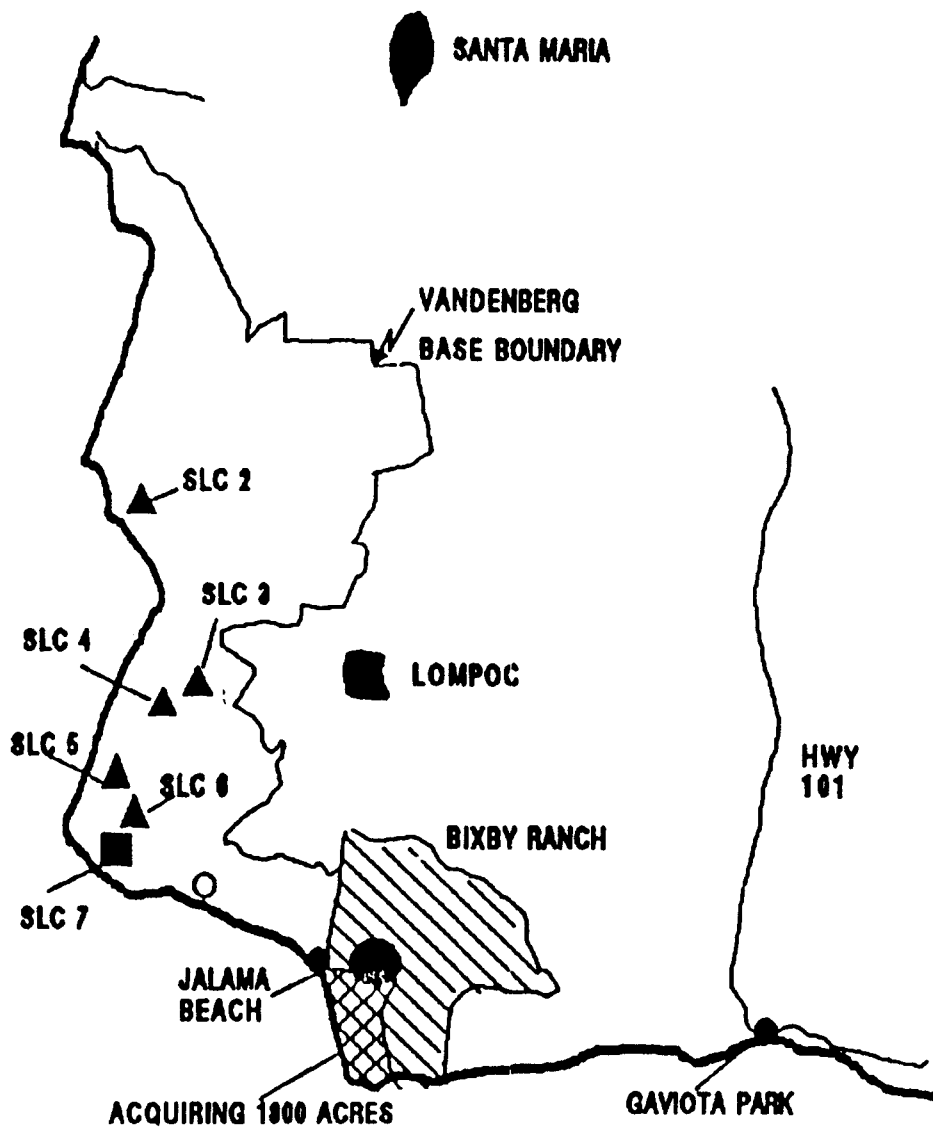 SANTA MARIA
VANDENBERG
BASE BOUNDARY
SLC 2
SLC 3
SLC 4
LOMPOC
SLC 5
SLC 6
HWY
101
BIXBY RANCH
SLC 7
JALAMA
BEACH
ACQUIRING 1800 ACRES
GAVIOTA PARK